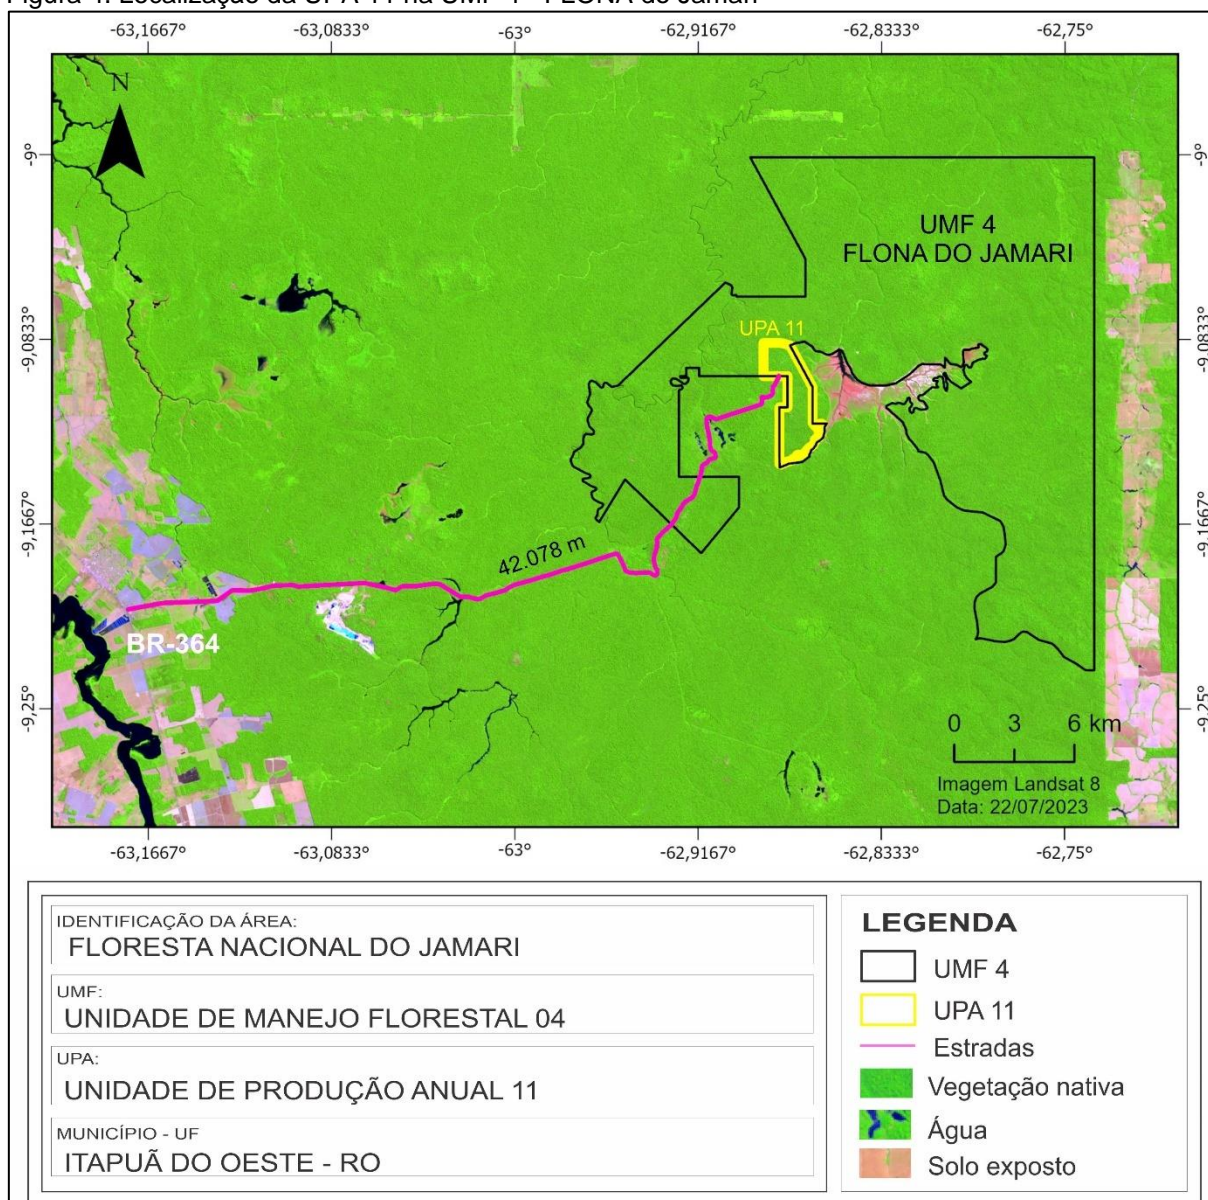 Figura 4. Localização da UPA 11 na UMF 4 - FLONA do Jamari
-63,1667° -63,0833° -63° -62,9167° -62,8333° -62,75°
N
-9° -9°
UMF 4
FLONA DO JAMARI
-9,0833° -9,0833°
UPA 11
-9,1667° -9,1667°
42.078 m
BR-364
-9,25° -9,25°
0 3 6 km
Imagem Landsat 8
Data: 22/07/2023
-63,1667° -63,0833° -63° -62,9167° -62,8333° -62,75°
IDENTIFICAÇÃO DA ÁREA:
FLORESTA NACIONAL DO JAMARI
UMF:
UNIDADE DE MANEJO FLORESTAL 04
UPA:
UNIDADE DE PRODUÇÃO ANUAL 11
MUNICÍPIO - UF
ITAPUÃ DO OESTE - RO
LEGENDA
UMF 4
UPA 11
Estradas
Vegetação nativa
Água
Solo exposto